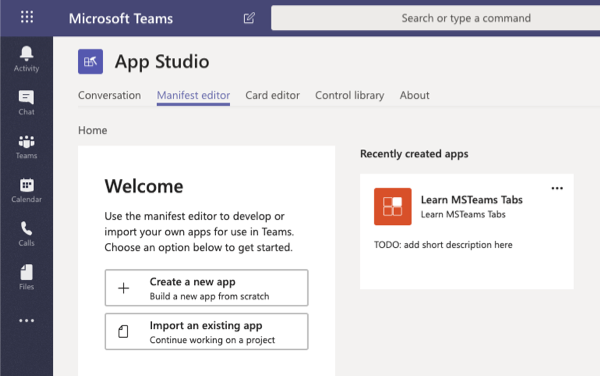 Microsoft Teams
Search or type a command
Activity
Chat
Teams
Calendar
Calls
Files
App Studio
Conversation Manifest editor Card editor Control library About
Home
Welcome
Use the manifest editor to develop or
import your own apps for use in Teams.
Choose an option below to get started.
Create a new app
Build a new app from scratch
Import an existing app
Continue working on a project
Recently created apps
Learn MSTeams Tabs
Learn MSTeams Tabs
TODO: add short description here